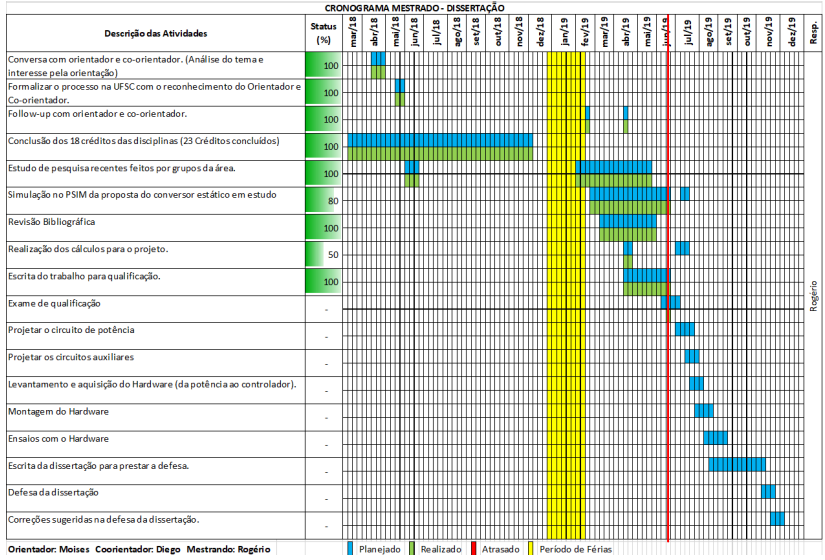 CRONOGRAMA MESTRADO - DISSERTAÇÃO
Descrição das Atividades
Status
(%)
mar/18
abr/18
mai/18
jun/18
jul/18
ago/18
set/18
out/18
nov/18
dez/18
jan/19
fev/19
mar/19
abr/19
mai/19
jun/19
jul/19
ago/19
set/19
out/19
nov/19
dez/19
Resp.
Conversa com orientador e co-orientador. (Análise do tema e
interesse pela orientação)
100
Formalizar o processo na UFSC com o reconhecimento do Orientador e
Co-orientador.
100
Follow-up com orientador e co-orientador.
100
Conclusão dos 18 créditos das disciplinas (23 Créditos concluídos)
100
Estudo de pesquisa recentes feitos por grupos da área.
100
Simulação no PSIM da proposta do conversor estático em estudo
80
Revisão Bibliográfica
100
Realização dos cálculos para o projeto.
50
Escrita do trabalho para qualificação.
100
Exame de qualificação
-
Projetar o circuito de potência
-
Projetar os circuitos auxiliares
-
Levantamento e aquisição do Hardware (da potência ao controlador).
-
Montagem do Hardware
-
Ensaios com o Hardware
-
Escrita da dissertação para prestar a defesa.
-
Defesa da dissertação
-
Correções sugeridas na defesa da dissertação.
-
Rogério
Orientador: Moises Coorientador: Diego Mestrando: Rogério
Planejado
Realizado
Atrasado
Período de Férias